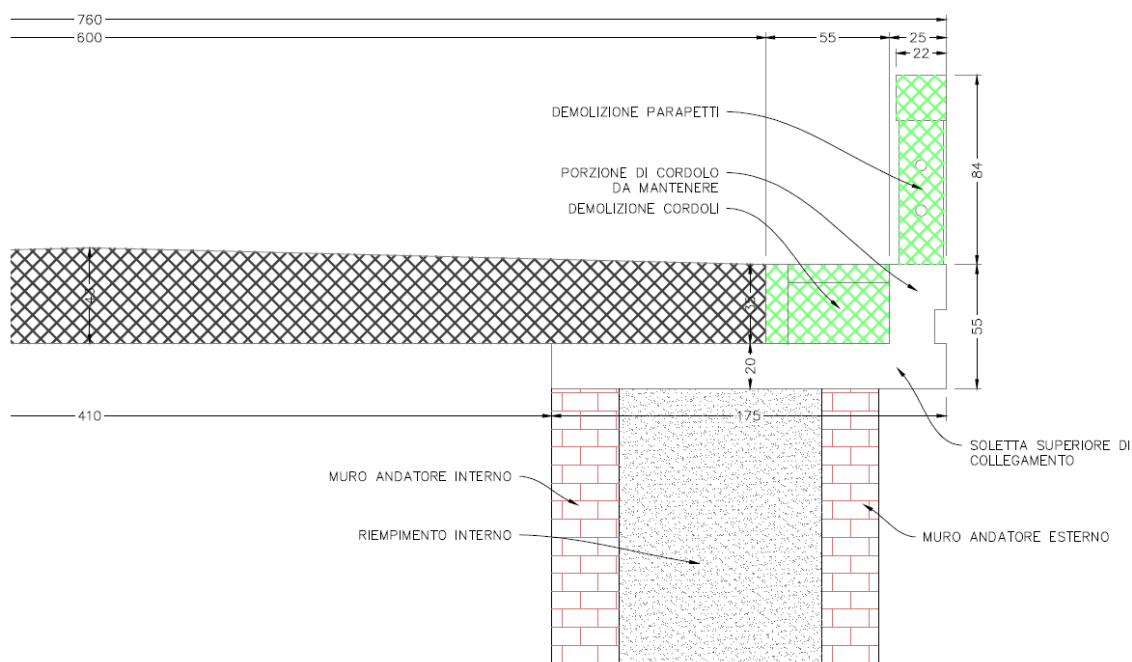 760
600
55
25
22
DEMOLIZIONE PARAPETTI
84
PORZIONE DI CORDOLO
DA MANTENERE
DEMOLIZIONE CORDOLI
35
55
20
410
175
SOLETTA SUPERIORE DI
COLLEGAMENTO
MURO ANDATORE INTERNO
RIEMPIMENTO INTERNO
MURO ANDATORE ESTERNO